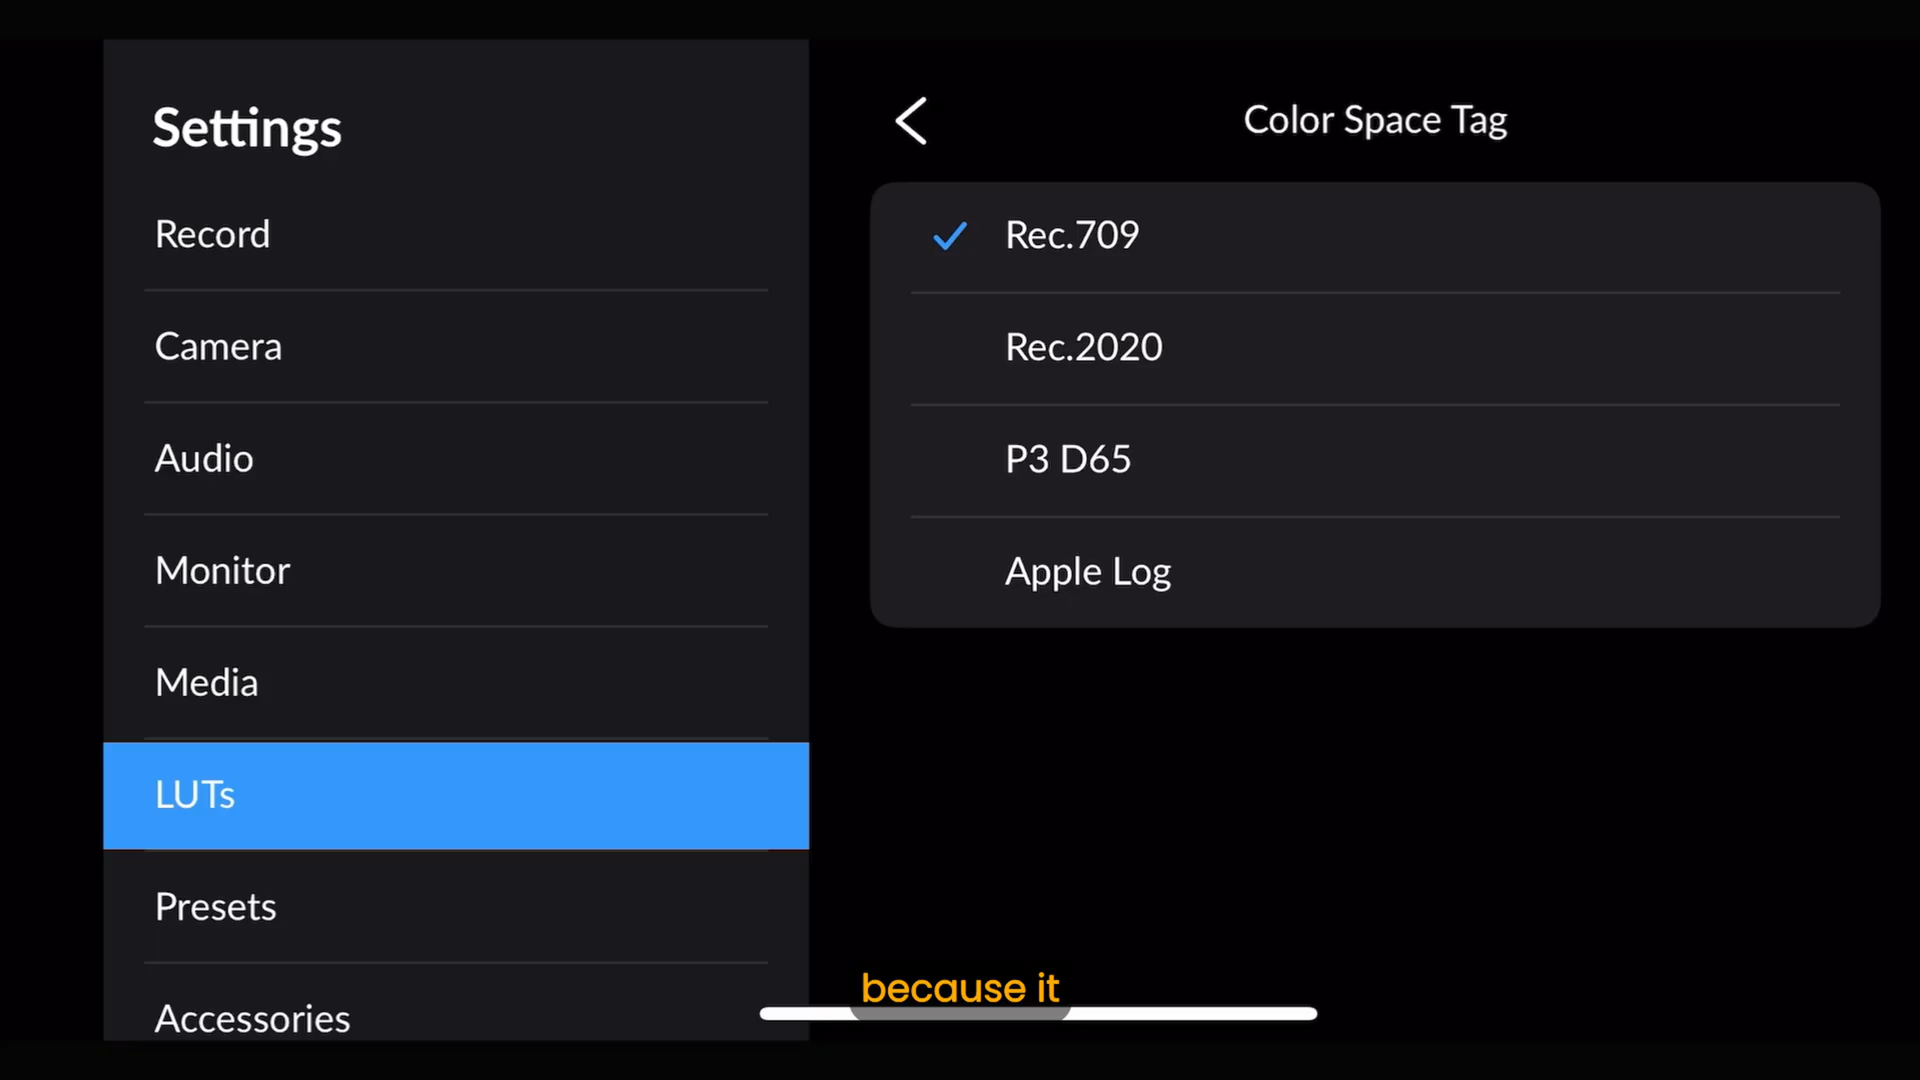 Settings
Record
Camera
Audio
Monitor
Media
LUTs
Presets
Accessories
Color Space Tag
Rec.709
Rec.2020
P3 D65
Apple Log
because it